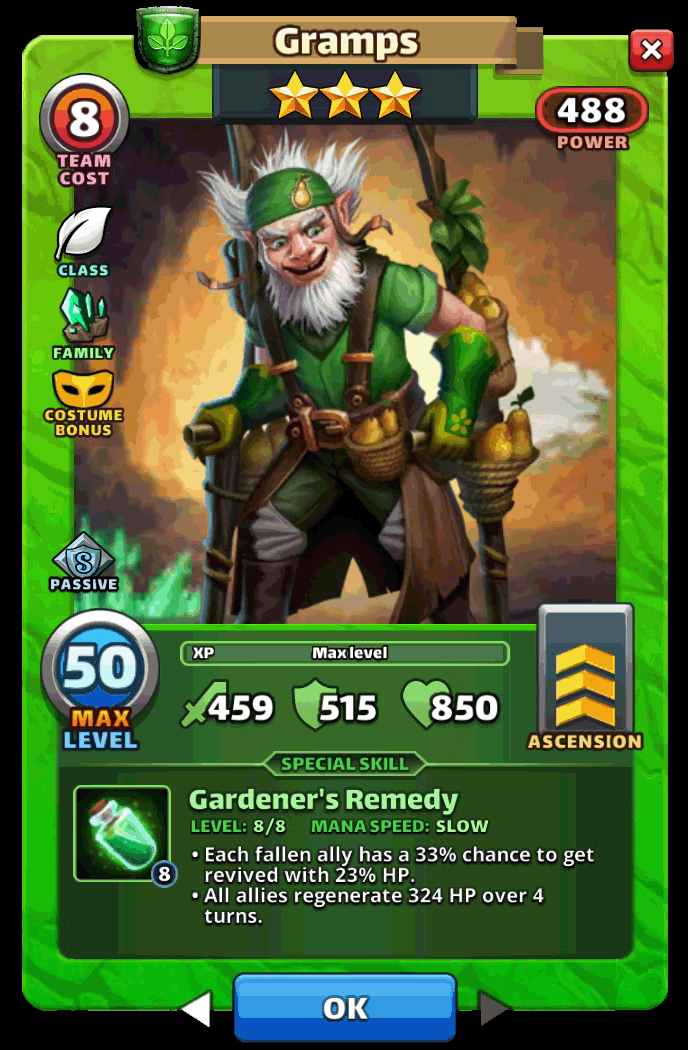 Gramps
8
TEAM
COST
488
POWER
CLASS
FAMILY
COSTUME
BONUS
S
PASSIVE
50
MAX
LEVEL
XP Max level
459 515 850
ASCENSION
SPECIAL SKILL
Gardener's Remedy
LEVEL: 8/8 MANA SPEED: SLOW
8
• Each fallen ally has a 33% chance to get
revived with 23% HP.
• All allies regenerate 324 HP over 4
turns.
OK